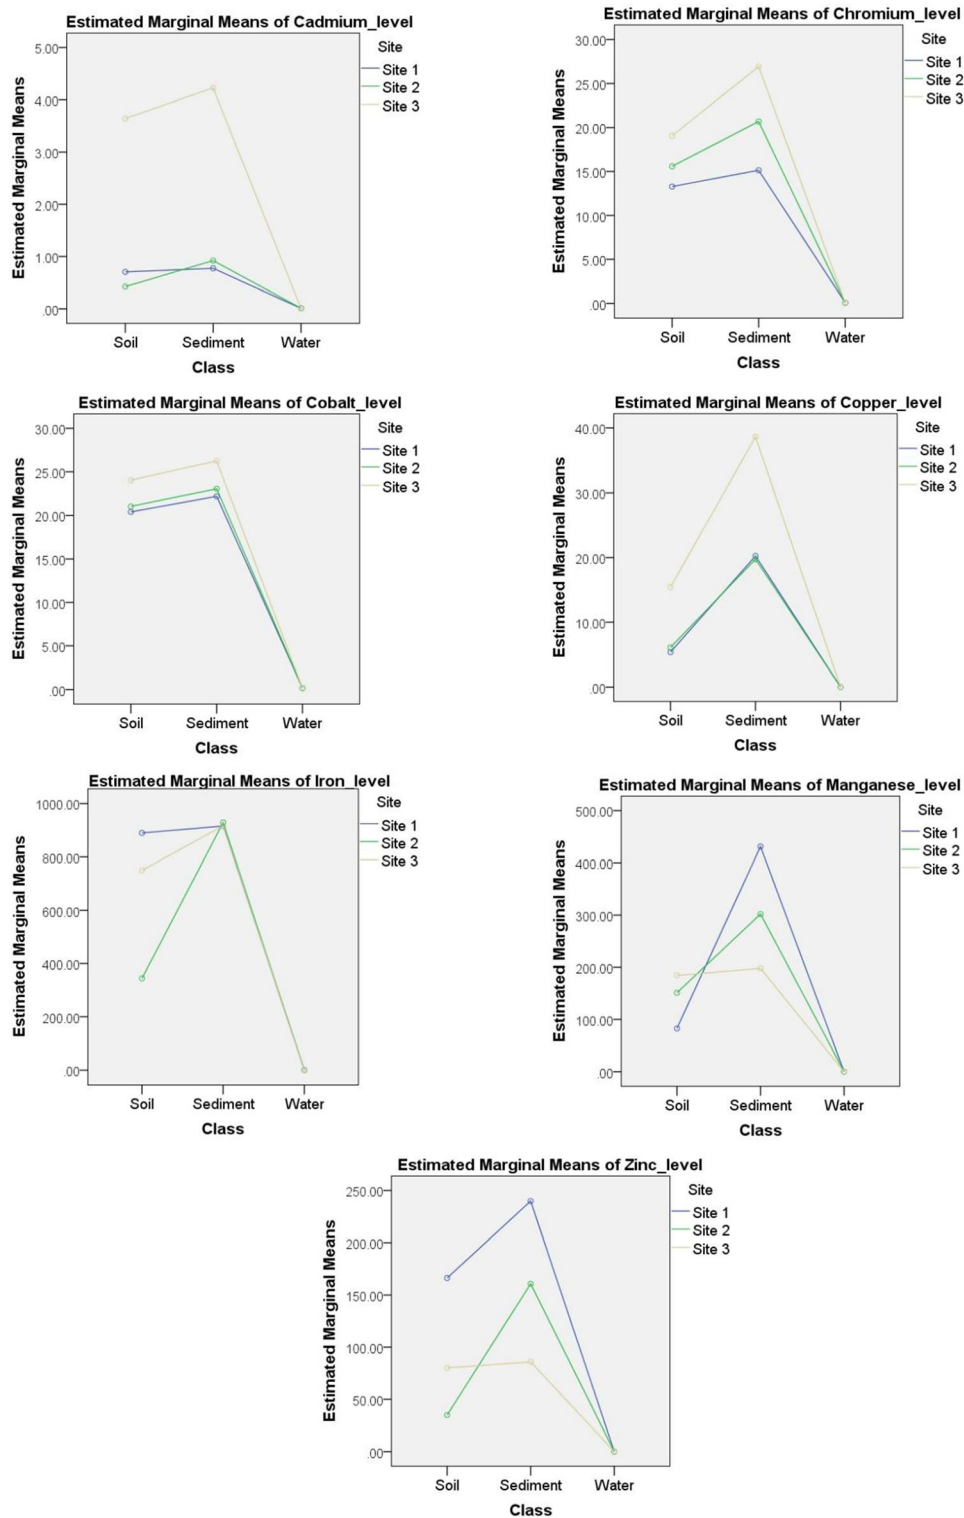 Estimated Marginal Means of Cadmium_level
Site
Site 1
Site 2
Site 3
Estimated Marginal Means
5.00
4.00
3.00
2.00
1.00
.00
Soil Sediment Water
Class
Estimated Marginal Means of Chromium_level
Site
Site 1
Site 2
Site 3
Estimated Marginal Means
30.00
25.00
20.00
15.00
10.00
5.00
.00
Soil Sediment Water
Class
Estimated Marginal Means of Cobalt_level
Site
Site 1
Site 2
Site 3
Estimated Marginal Means
30.00
25.00
20.00
15.00
10.00
5.00
.00
Soil Sediment Water
Class
Estimated Marginal Means of Copper_level
Site
Site 1
Site 2
Site 3
Estimated Marginal Means
40.00
30.00
20.00
10.00
.00
Soil Sediment Water
Class
Estimated Marginal Means of Iron_level
Site
Site 1
Site 2
Site 3
Estimated Marginal Means
1000.00
800.00
600.00
400.00
200.00
.00
Soil Sediment Water
Class
Estimated Marginal Means of Manganese_level
Site
Site 1
Site 2
Site 3
Estimated Marginal Means
500.00
400.00
300.00
200.00
100.00
.00
Soil Sediment Water
Class
Estimated Marginal Means of Zinc_level
Site
Site 1
Site 2
Site 3
Estimated Marginal Means
250.00
200.00
150.00
100.00
50.00
.00
Soil Sediment Water
Class